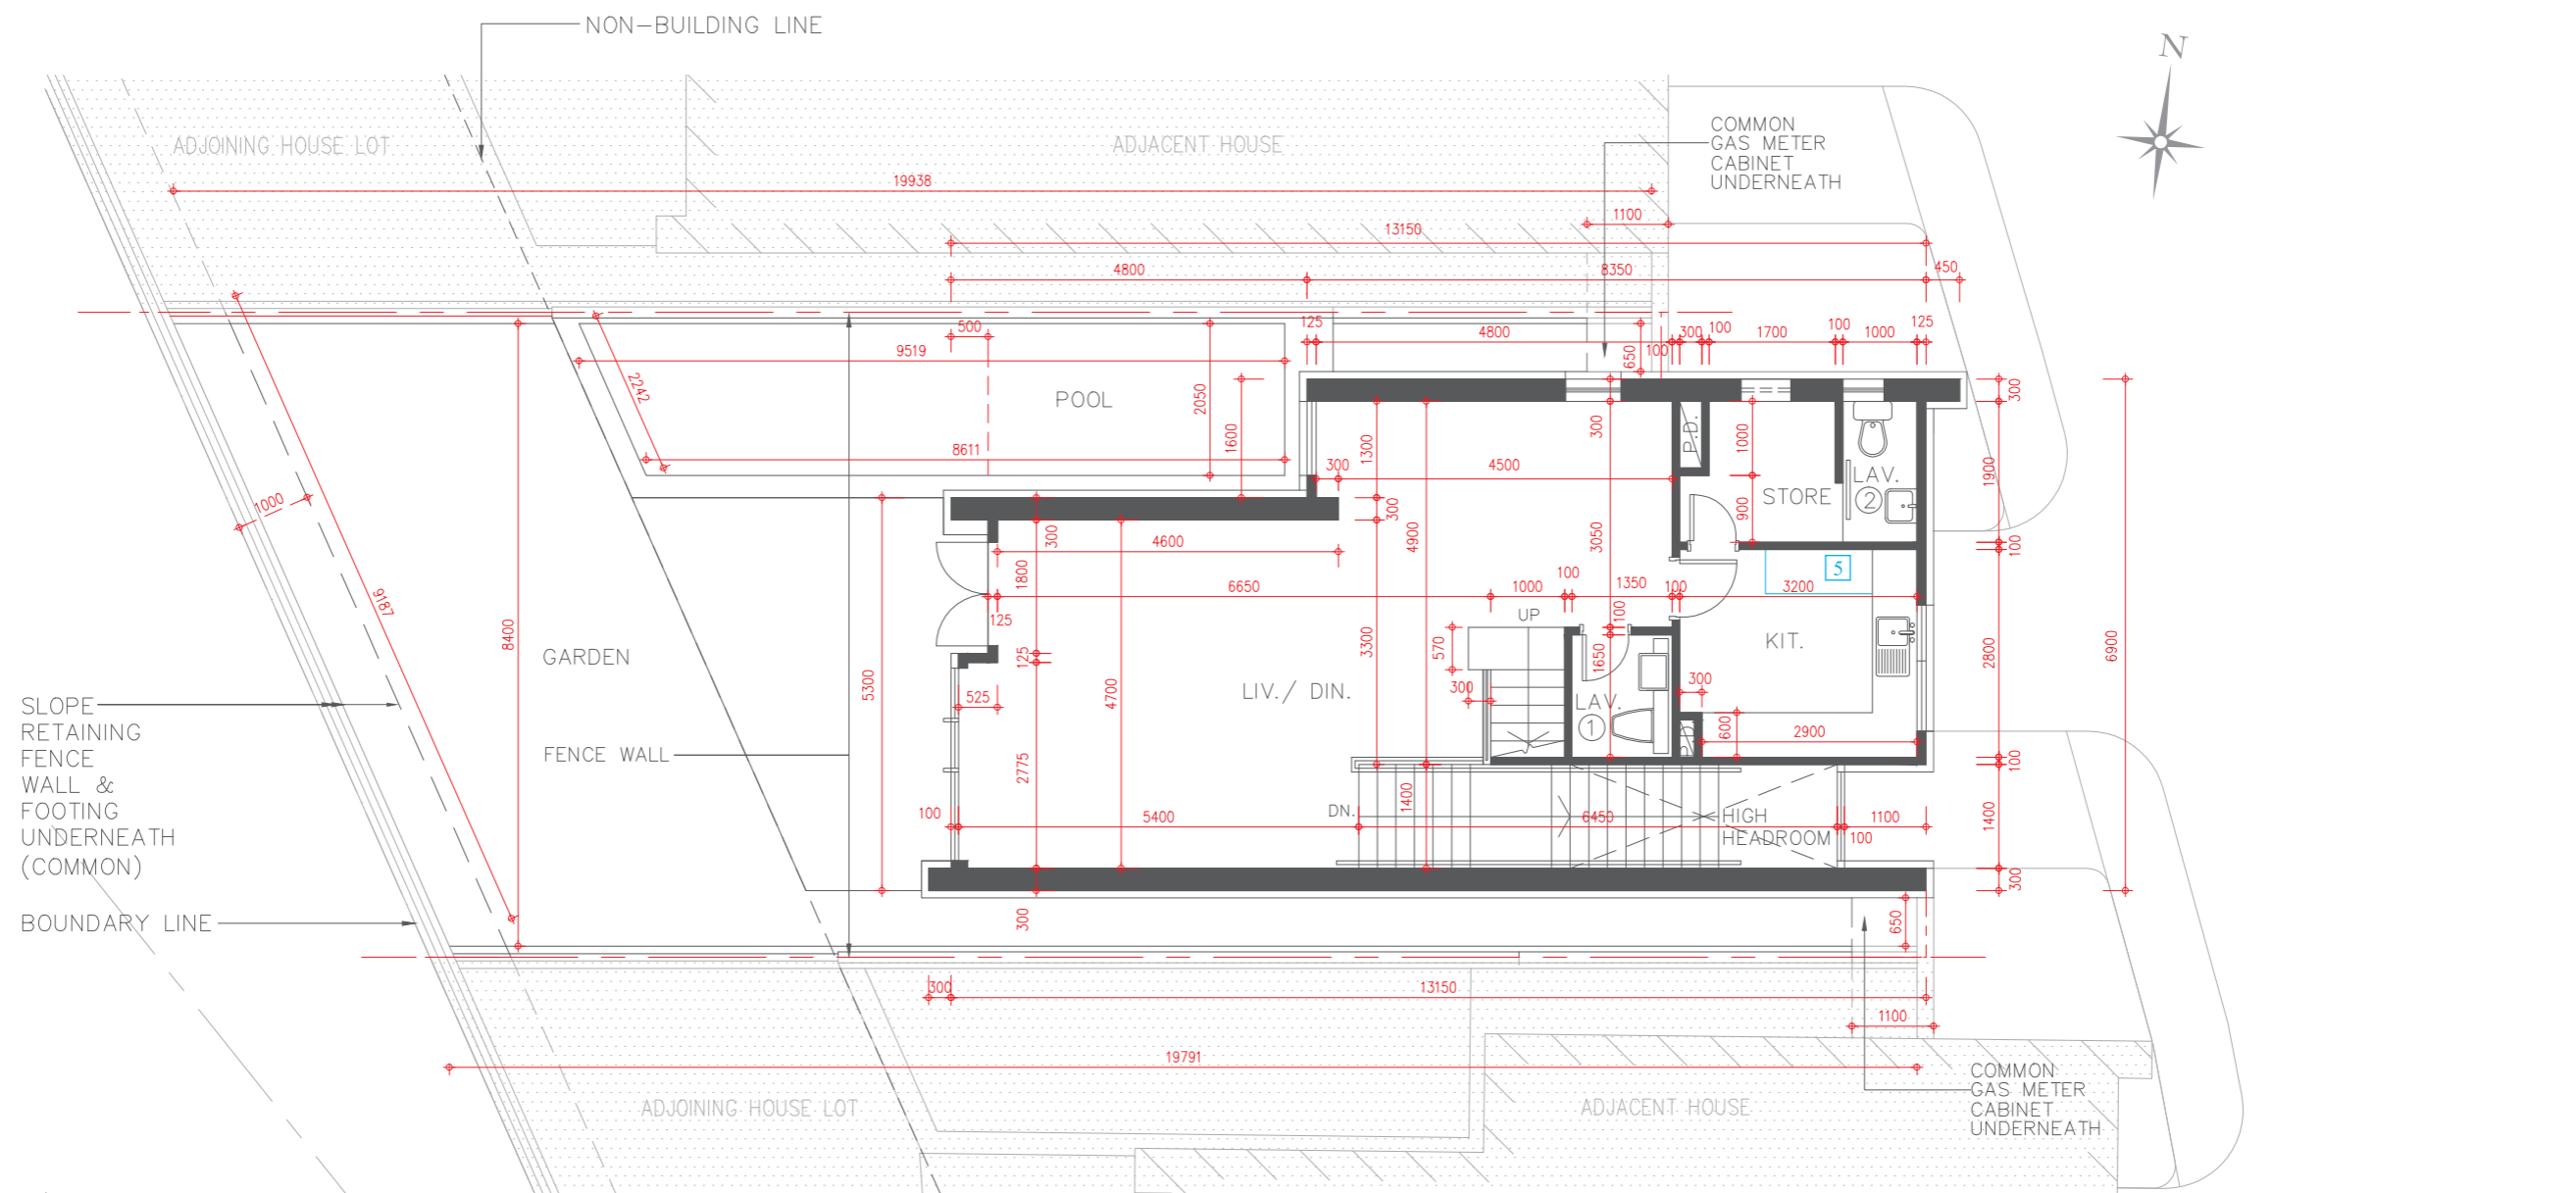 NON-BUILDING LINE
N
ADJOINING HOUSE LOT
ADJACENT HOUSE
COMMON
GAS METER
CABINET
UNDERNEATH
19938
1100
13150
4800
8350
450
500
125
4800
100
300
100
1700
100
1000
125
650
9519
2242
POOL
2050
1600
8611
1300
300
300
4500
300
P.D.
1000
900
STORE
LAV.
2
300
1900
100
6900
1000
9187
8400
GARDEN
5300
300
1800
4600
6650
125
4900
3050
1000
100
1350
100
100
3200
5
UP
KIT.
570
3300
1650
300
LAV.
1
300
600
P.D.
2900
2800
100
125
525
4700
LIV./ DIN.
2775
SLOPE
RETAINING
FENCE
WALL &
FOOTING
UNDERNEATH
(COMMON)
FENCE WALL
BOUNDARY LINE
100
5400
DN.
1400
6450
HIGH
HEADROOM
100
1100
1400
300
300
650
300
13150
1100
19791
ADJOINING HOUSE LOT
ADJACENT HOUSE
COMMON
GAS METER
CABINET
UNDERNEATH